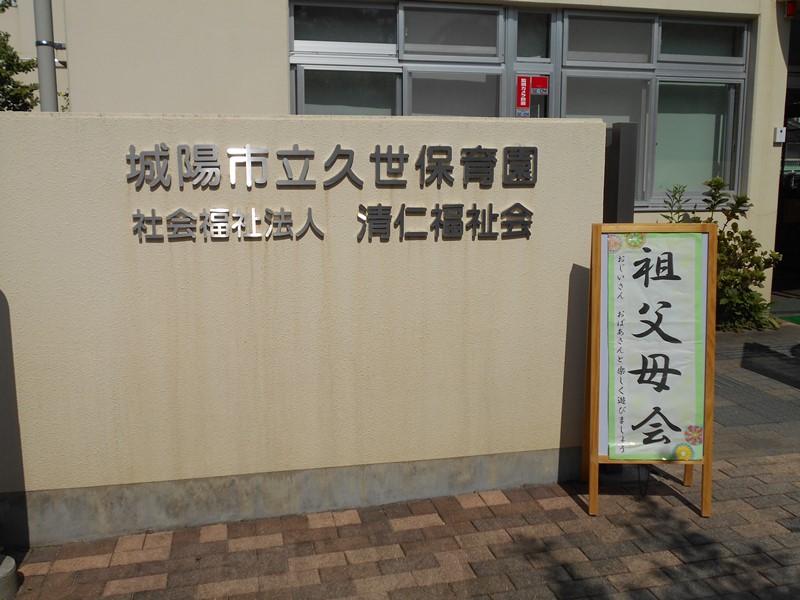 城陽市立久世保育園
社会福祉法人　清仁福祉会
祖父母会
おじいさん　おばあさんと楽しく遊びましょう